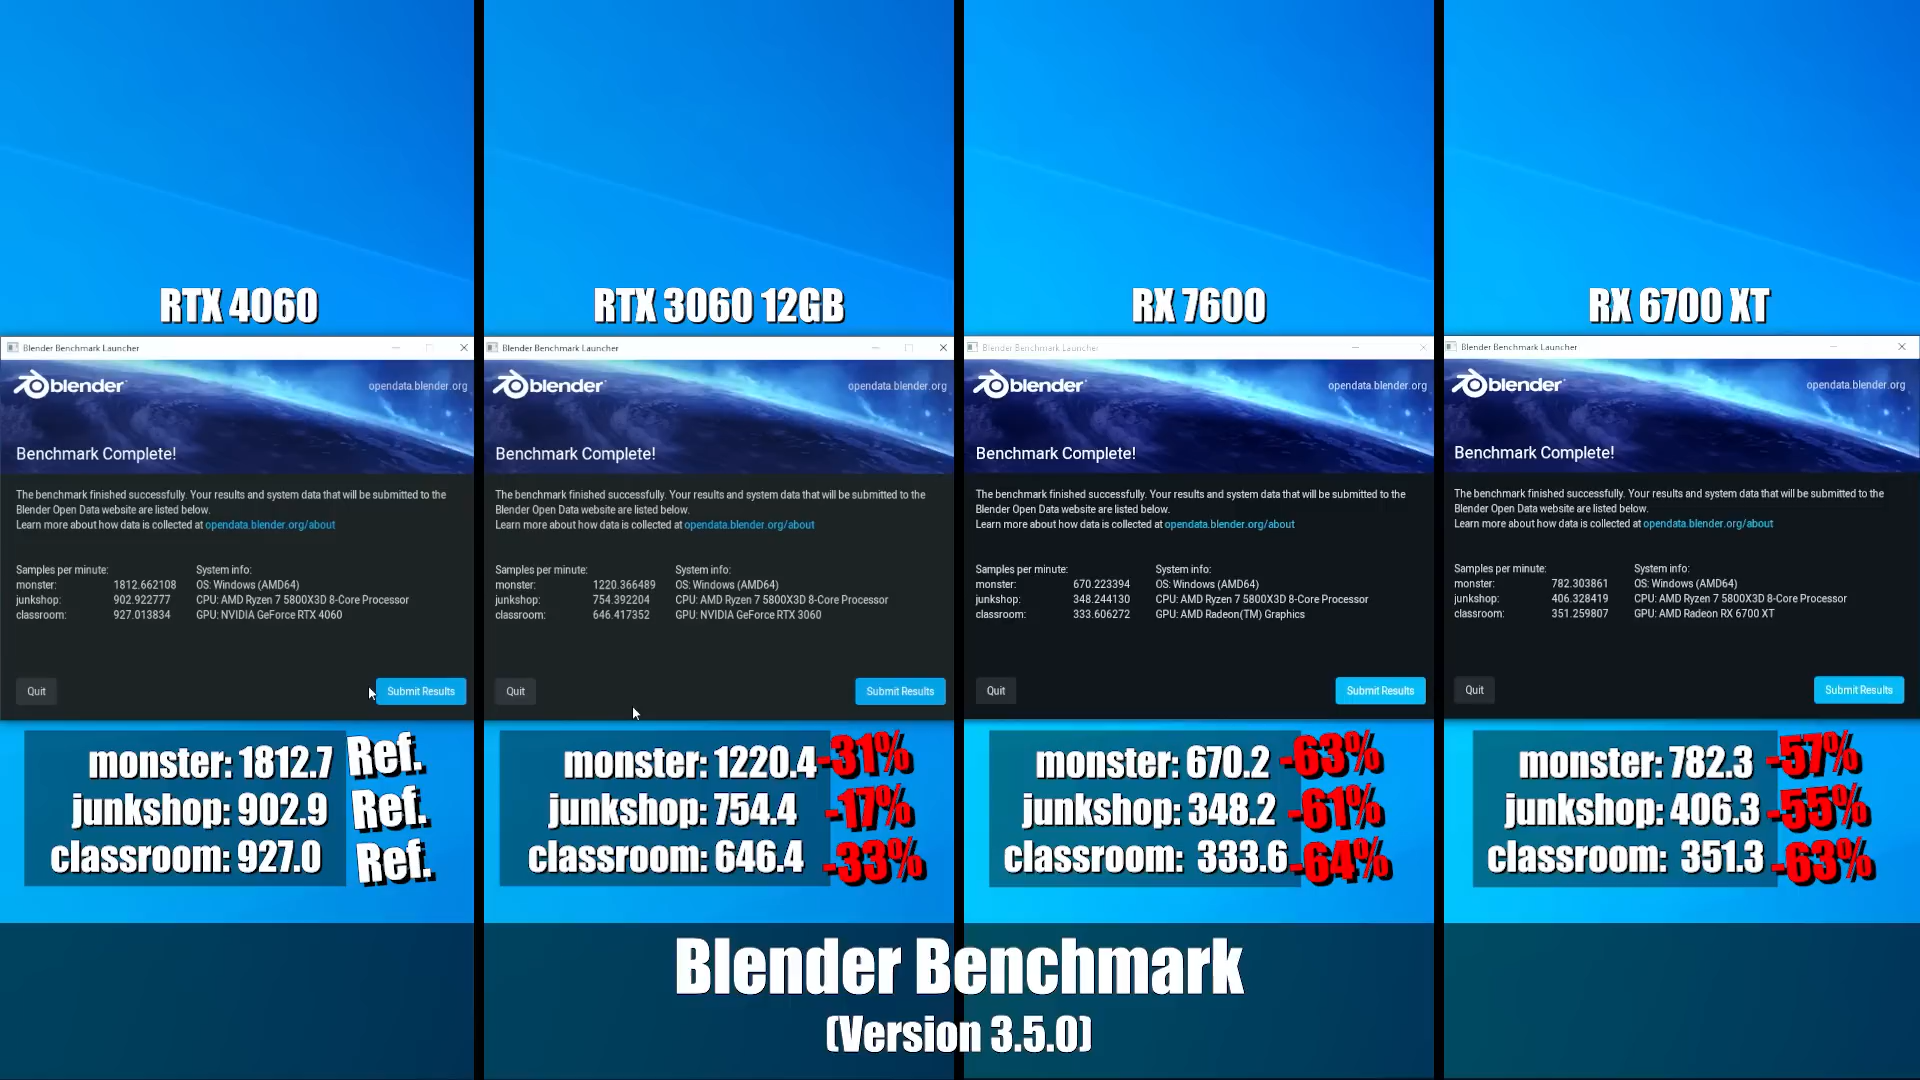 RTX 4060
Blender Benchmark Launcher
blender
opendata.blender.org
Benchmark Complete!
The benchmark finished successfully. Your results and system data that will be submitted to the
Blender Open Data website are listed below.
Learn more about how data is collected at opendata.blender.org/about
Samples per minute:
monster: 1812.662108
junkshop: 902.922777
classroom: 927.013834
System info:
OS: Windows (AMD64)
CPU: AMD Ryzen 7 5800X3D 8-Core Processor
GPU: NVIDIA GeForce RTX 4060
Quit
Submit Results
monster: 1812.7 Ref.
junkshop: 902.9 Ref.
classroom: 927.0 Ref.
RTX 3060 12GB
Blender Benchmark Launcher
blender
opendata.blender.org
Benchmark Complete!
The benchmark finished successfully. Your results and system data that will be submitted to the
Blender Open Data website are listed below.
Learn more about how data is collected at opendata.blender.org/about
Samples per minute:
monster: 1220.366489
junkshop: 754.392204
classroom: 646.417352
System info:
OS: Windows (AMD64)
CPU: AMD Ryzen 7 5800X3D 8-Core Processor
GPU: NVIDIA GeForce RTX 3060
Quit
Submit Results
monster: 1220.4 -31%
junkshop: 754.4 -17%
classroom: 646.4 -33%
RX 7600
Blender Benchmark Launcher
blender
opendata.blender.org
Benchmark Complete!
The benchmark finished successfully. Your results and system data that will be submitted to the
Blender Open Data website are listed below.
Learn more about how data is collected at opendata.blender.org/about
Samples per minute:
monster: 670.223394
junkshop: 348.244130
classroom: 333.606272
System info:
OS: Windows (AMD64)
CPU: AMD Ryzen 7 5800X3D 8-Core Processor
GPU: AMD Radeon(TM) Graphics
Quit
Submit Results
monster: 670.2 -63%
junkshop: 348.2 -61%
classroom: 333.6 -64%
RX 6700 XT
Blender Benchmark Launcher
blender
opendata.blender.org
Benchmark Complete!
The benchmark finished successfully. Your results and system data that will be submitted to the
Blender Open Data website are listed below.
Learn more about how data is collected at opendata.blender.org/about
Samples per minute:
monster: 782.303861
junkshop: 406.328419
classroom: 351.259807
System info:
OS: Windows (AMD64)
CPU: AMD Ryzen 7 5800X3D 8-Core Processor
GPU: AMD Radeon RX 6700 XT
Quit
Submit Results
monster: 782.3 -57%
junkshop: 406.3 -55%
classroom: 351.3 -63%
Blender Benchmark
(Version 3.5.0)